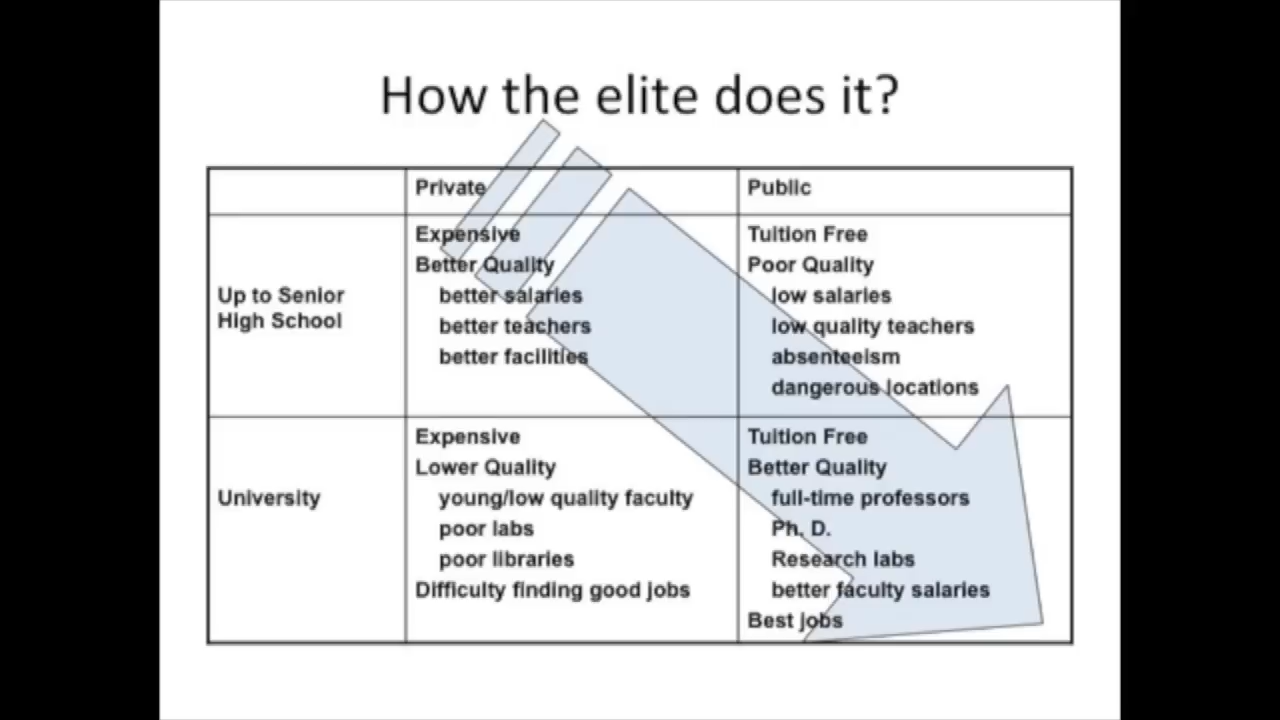 How the elite does it?
Private
Public
Up to Senior
High School
Expensive
Better Quality
better salaries
better teachers
better facilities
Tuition Free
Poor Quality
low salaries
low quality teachers
absenteeism
dangerous locations
University
Expensive
Lower Quality
young/low quality faculty
poor labs
poor libraries
Difficulty finding good jobs
Tuition Free
Better Quality
full-time professors
Ph. D.
Research labs
better faculty salaries
Best jobs